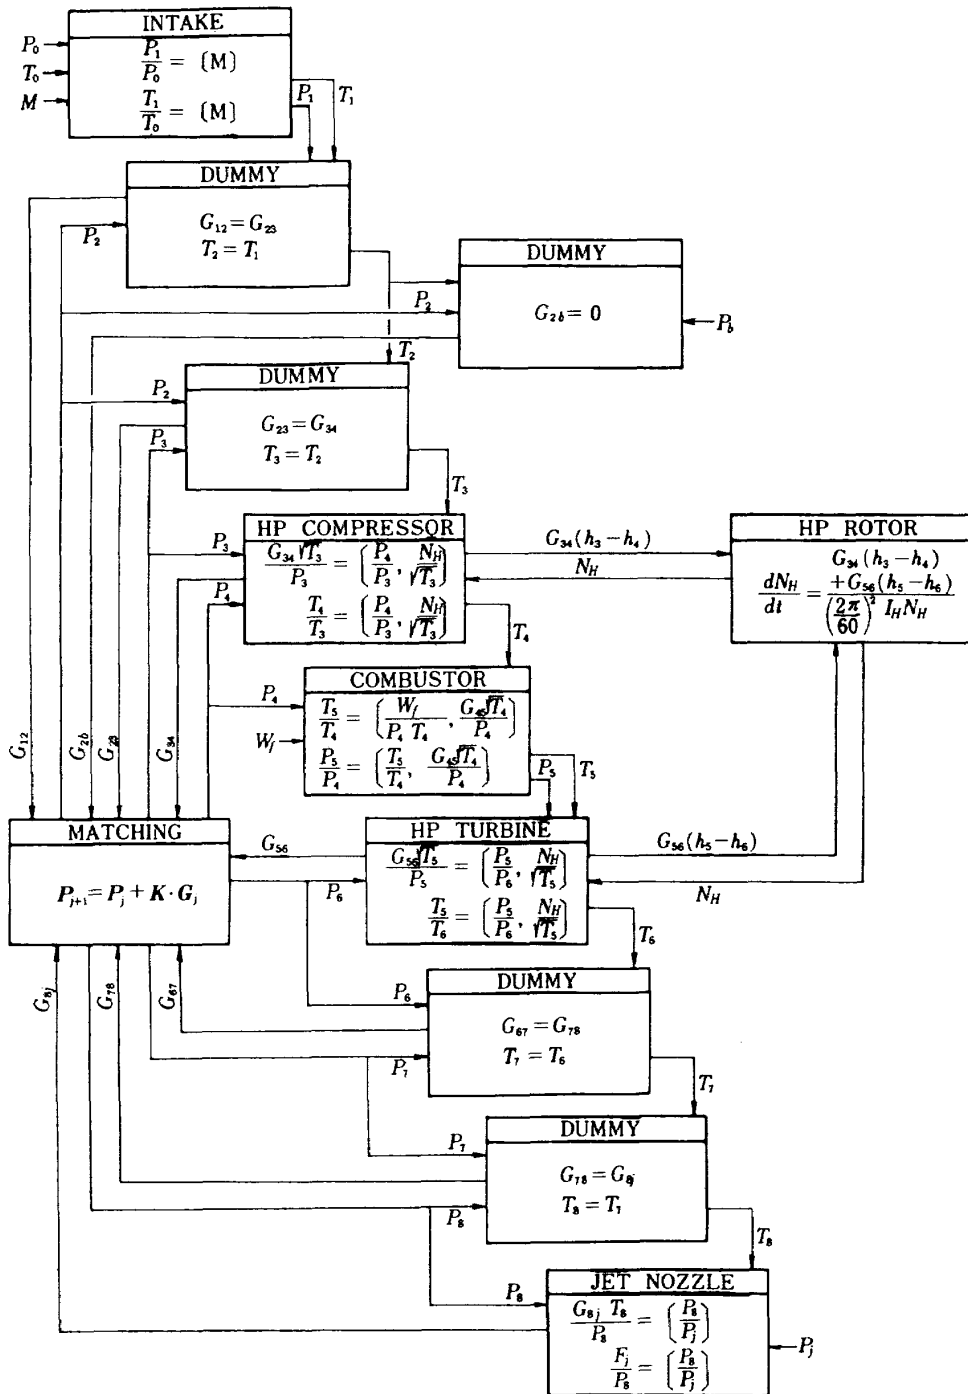 INTAKE
P₀
P₁/P₀ = (M)
T₀
M
T₁/T₀ = (M)
P₁
T₁
DUMMY
G₁₂ = G₂₃
T₂ = T₁
P₂
DUMMY
G₂b = 0
P₂
Pb
T₂
DUMMY
P₂
G₂₃ = G₃₄
T₃ = T₂
P₃
T₃
HP COMPRESSOR
P₃
G₃₄√T₃/P₃ = (P₄/P₃, N_H/√T₃)
P₄
T₄/T₃ = (P₄/P₃, N_H/√T₃)
G₃₄(h₃−h₄)
N_H
HP ROTOR
dN_H/dt = G₃₄(h₃−h₄) +G₅₆(h₅−h₆) / (2π/60)² I_H N_H
T₄
COMBUSTOR
P₄
T₅/T₄ = (W_f/P₄ T₄, G₄₅√T₄/P₄)
W_f
P₅/P₄ = (T₅/T₄, G₄₅√T₄/P₄)
P₅
T₅
G₁₂
G₂b
G₂₃
G₃₄
MATCHING
P_{j+1} = P_j + K·G_j
G₅₆
P₆
HP TURBINE
G₅₆√T₅/P₅ = (P₅/P₆, N_H/√T₅)
T₅/T₆ = (P₅/P₆, N_H/√T₅)
G₅₆(h₅−h₆)
N_H
T₆
G₈j
G₇₈
G₆₇
DUMMY
P₆
G₆₇ = G₇₈
T₇ = T₆
P₇
T₇
DUMMY
P₇
G₇₈ = G₈j
T₈ = T₇
P₈
T₈
JET NOZZLE
P₈
G₈j T₈/P₈ = (P₈/Pj)
Fj/P₈ = (P₈/Pj)
Pj